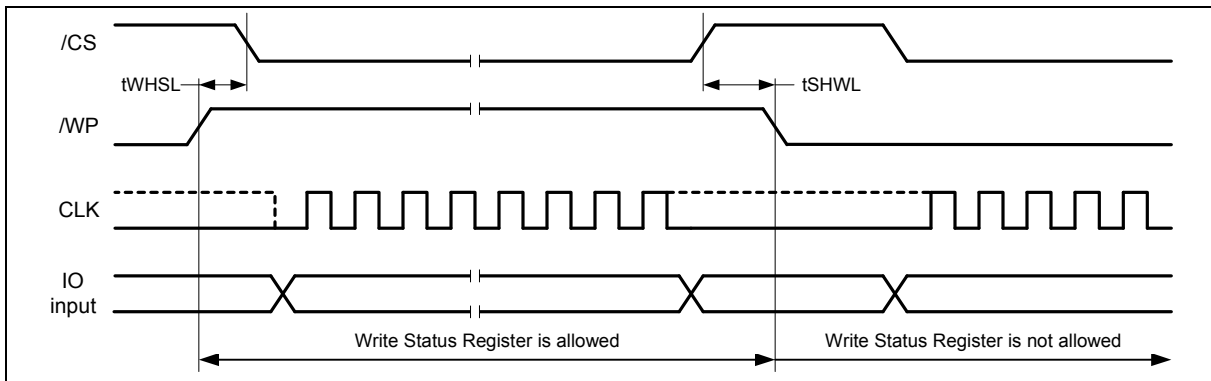 /CS
tWHSL
tSHWL
/WP
CLK
IO
input
Write Status Register is allowed
Write Status Register is not allowed